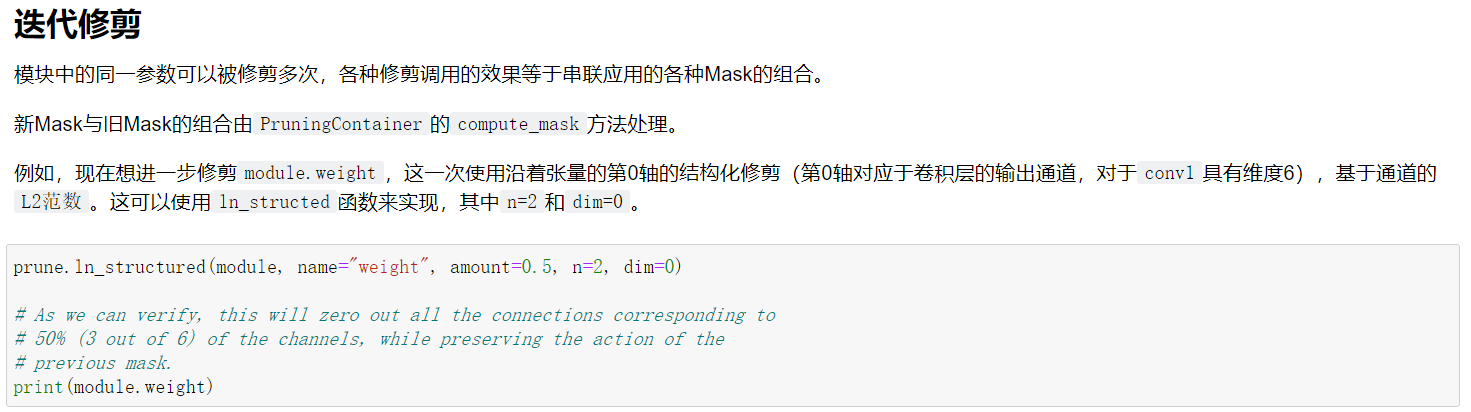 迭代修剪
模块中的同一参数可以被修剪多次，各种修剪调用的效果等于串联应用的各种Mask的组合。
新Mask与旧Mask的组合由 PruningContainer 的 compute_mask 方法处理。
例如，现在想进一步修剪 module.weight ，这一次使用沿着张量的第0轴的结构化修剪（第0轴对应于卷积层的输出通道，对于 conv1 具有维度6），基于通道的
L2范数 。这可以使用 ln_structed 函数来实现，其中 n=2 和 dim=0 。
prune.ln_structured(module, name="weight", amount=0.5, n=2, dim=0)
# As we can verify, this will zero out all the connections corresponding to
# 50% (3 out of 6) of the channels, while preserving the action of the
# previous mask.
print(module.weight)